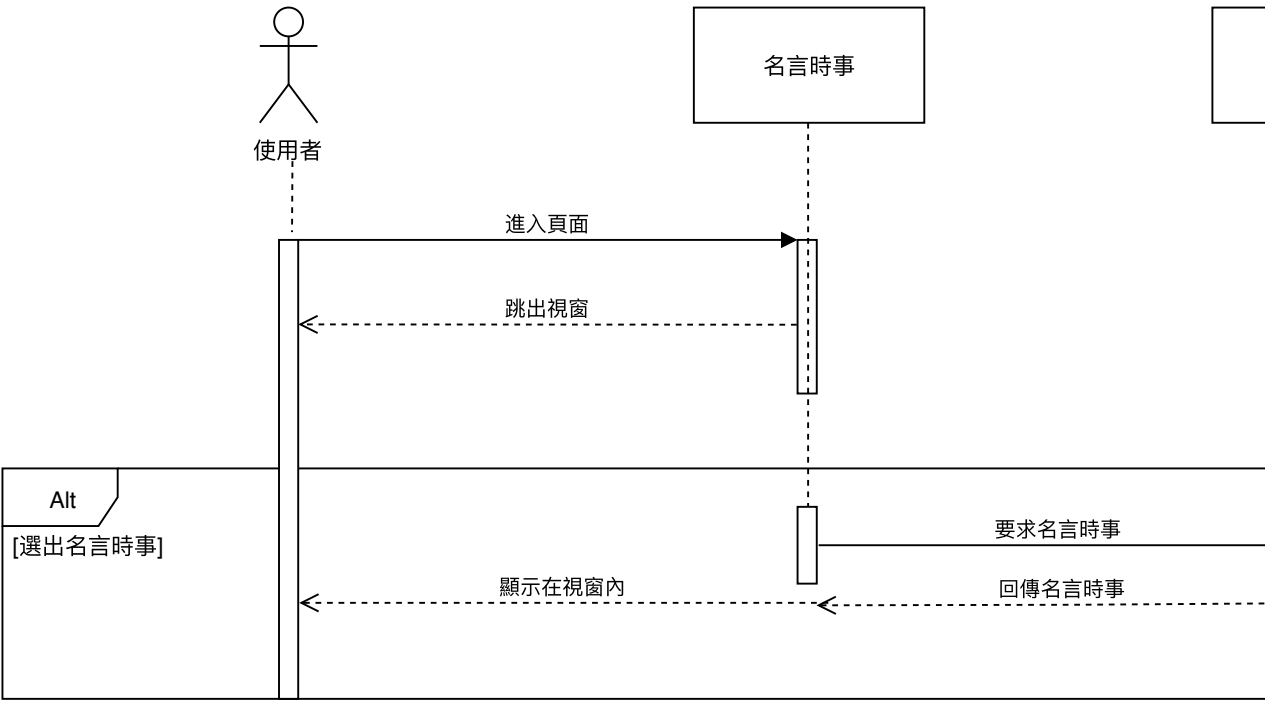 名言時事
使用者
進入頁面
跳出視窗
Alt
[選出名言時事]
要求名言時事
顯示在視窗內
回傳名言時事